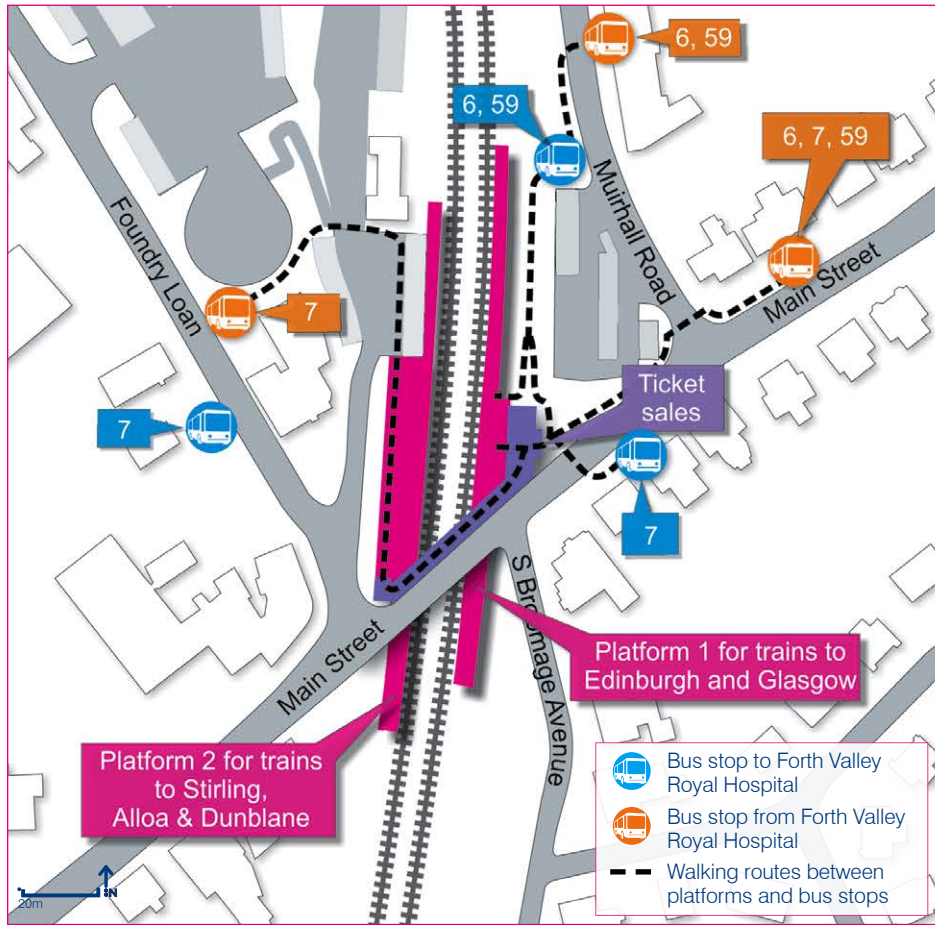 6, 59
6, 59
6, 7, 59
Muirhall Road
Foundry Loan
Main Street
7
Ticket
sales
7
7
S Broomage Avenue
Main Street
Platform 1 for trains to
Edinburgh and Glasgow
Platform 2 for trains
to Stirling,
Alloa & Dunblane
Bus stop to Forth Valley
Royal Hospital
Bus stop from Forth Valley
Royal Hospital
Walking routes between
platforms and bus stops
N
20m